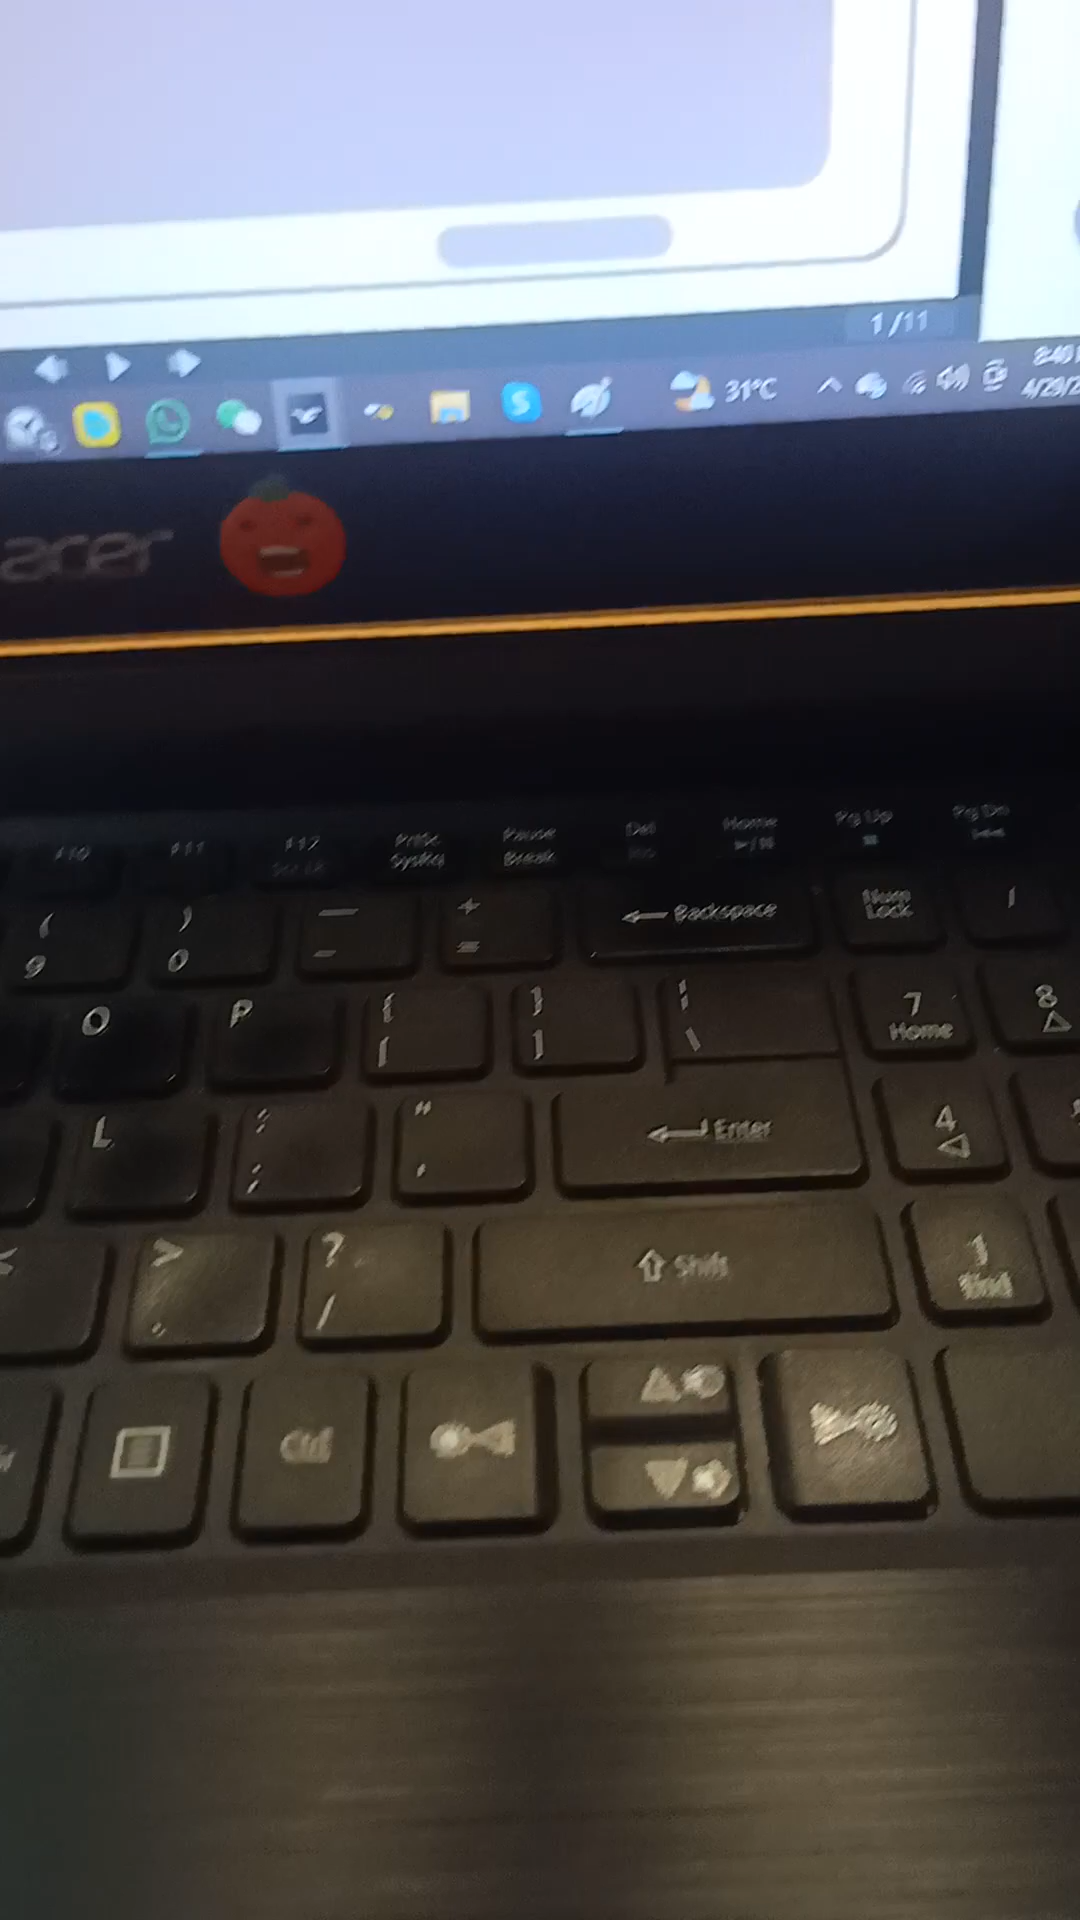 1/11
31°C
acer
F10 F11 F12 PrtSc Pause Del Home Pg Up Pg Dn
SysRq Break
( ) — + ← Backspace Num Lock /
9 0 - =
O P { } | 7 8
[ ] \ Home
L : " ← Enter 4
; '
< > ? ⇧ Shift 1
. / End
Ctrl